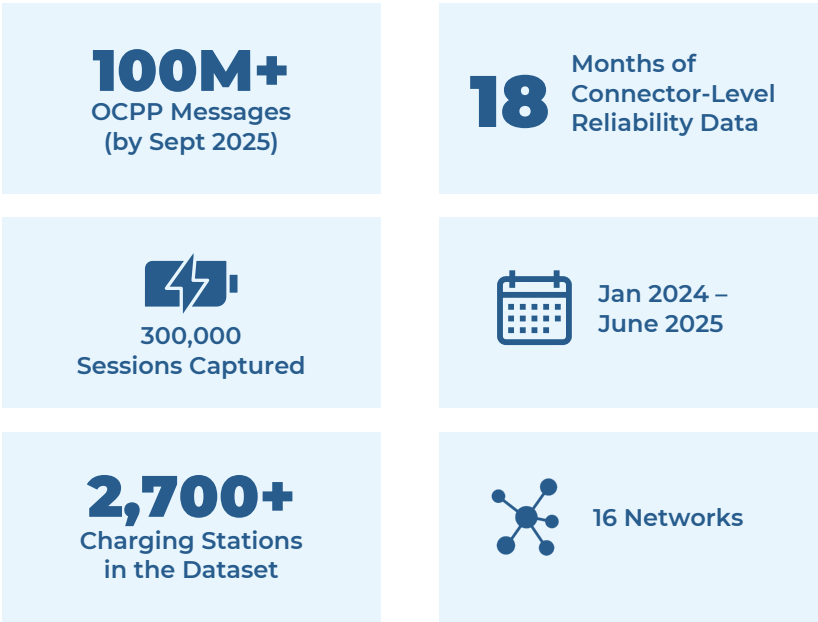 100M+
OCPP Messages
(by Sept 2025)
18
Months of
Connector-Level
Reliability Data
300,000
Sessions Captured
Jan 2024 –
June 2025
2,700+
Charging Stations
in the Dataset
16 Networks